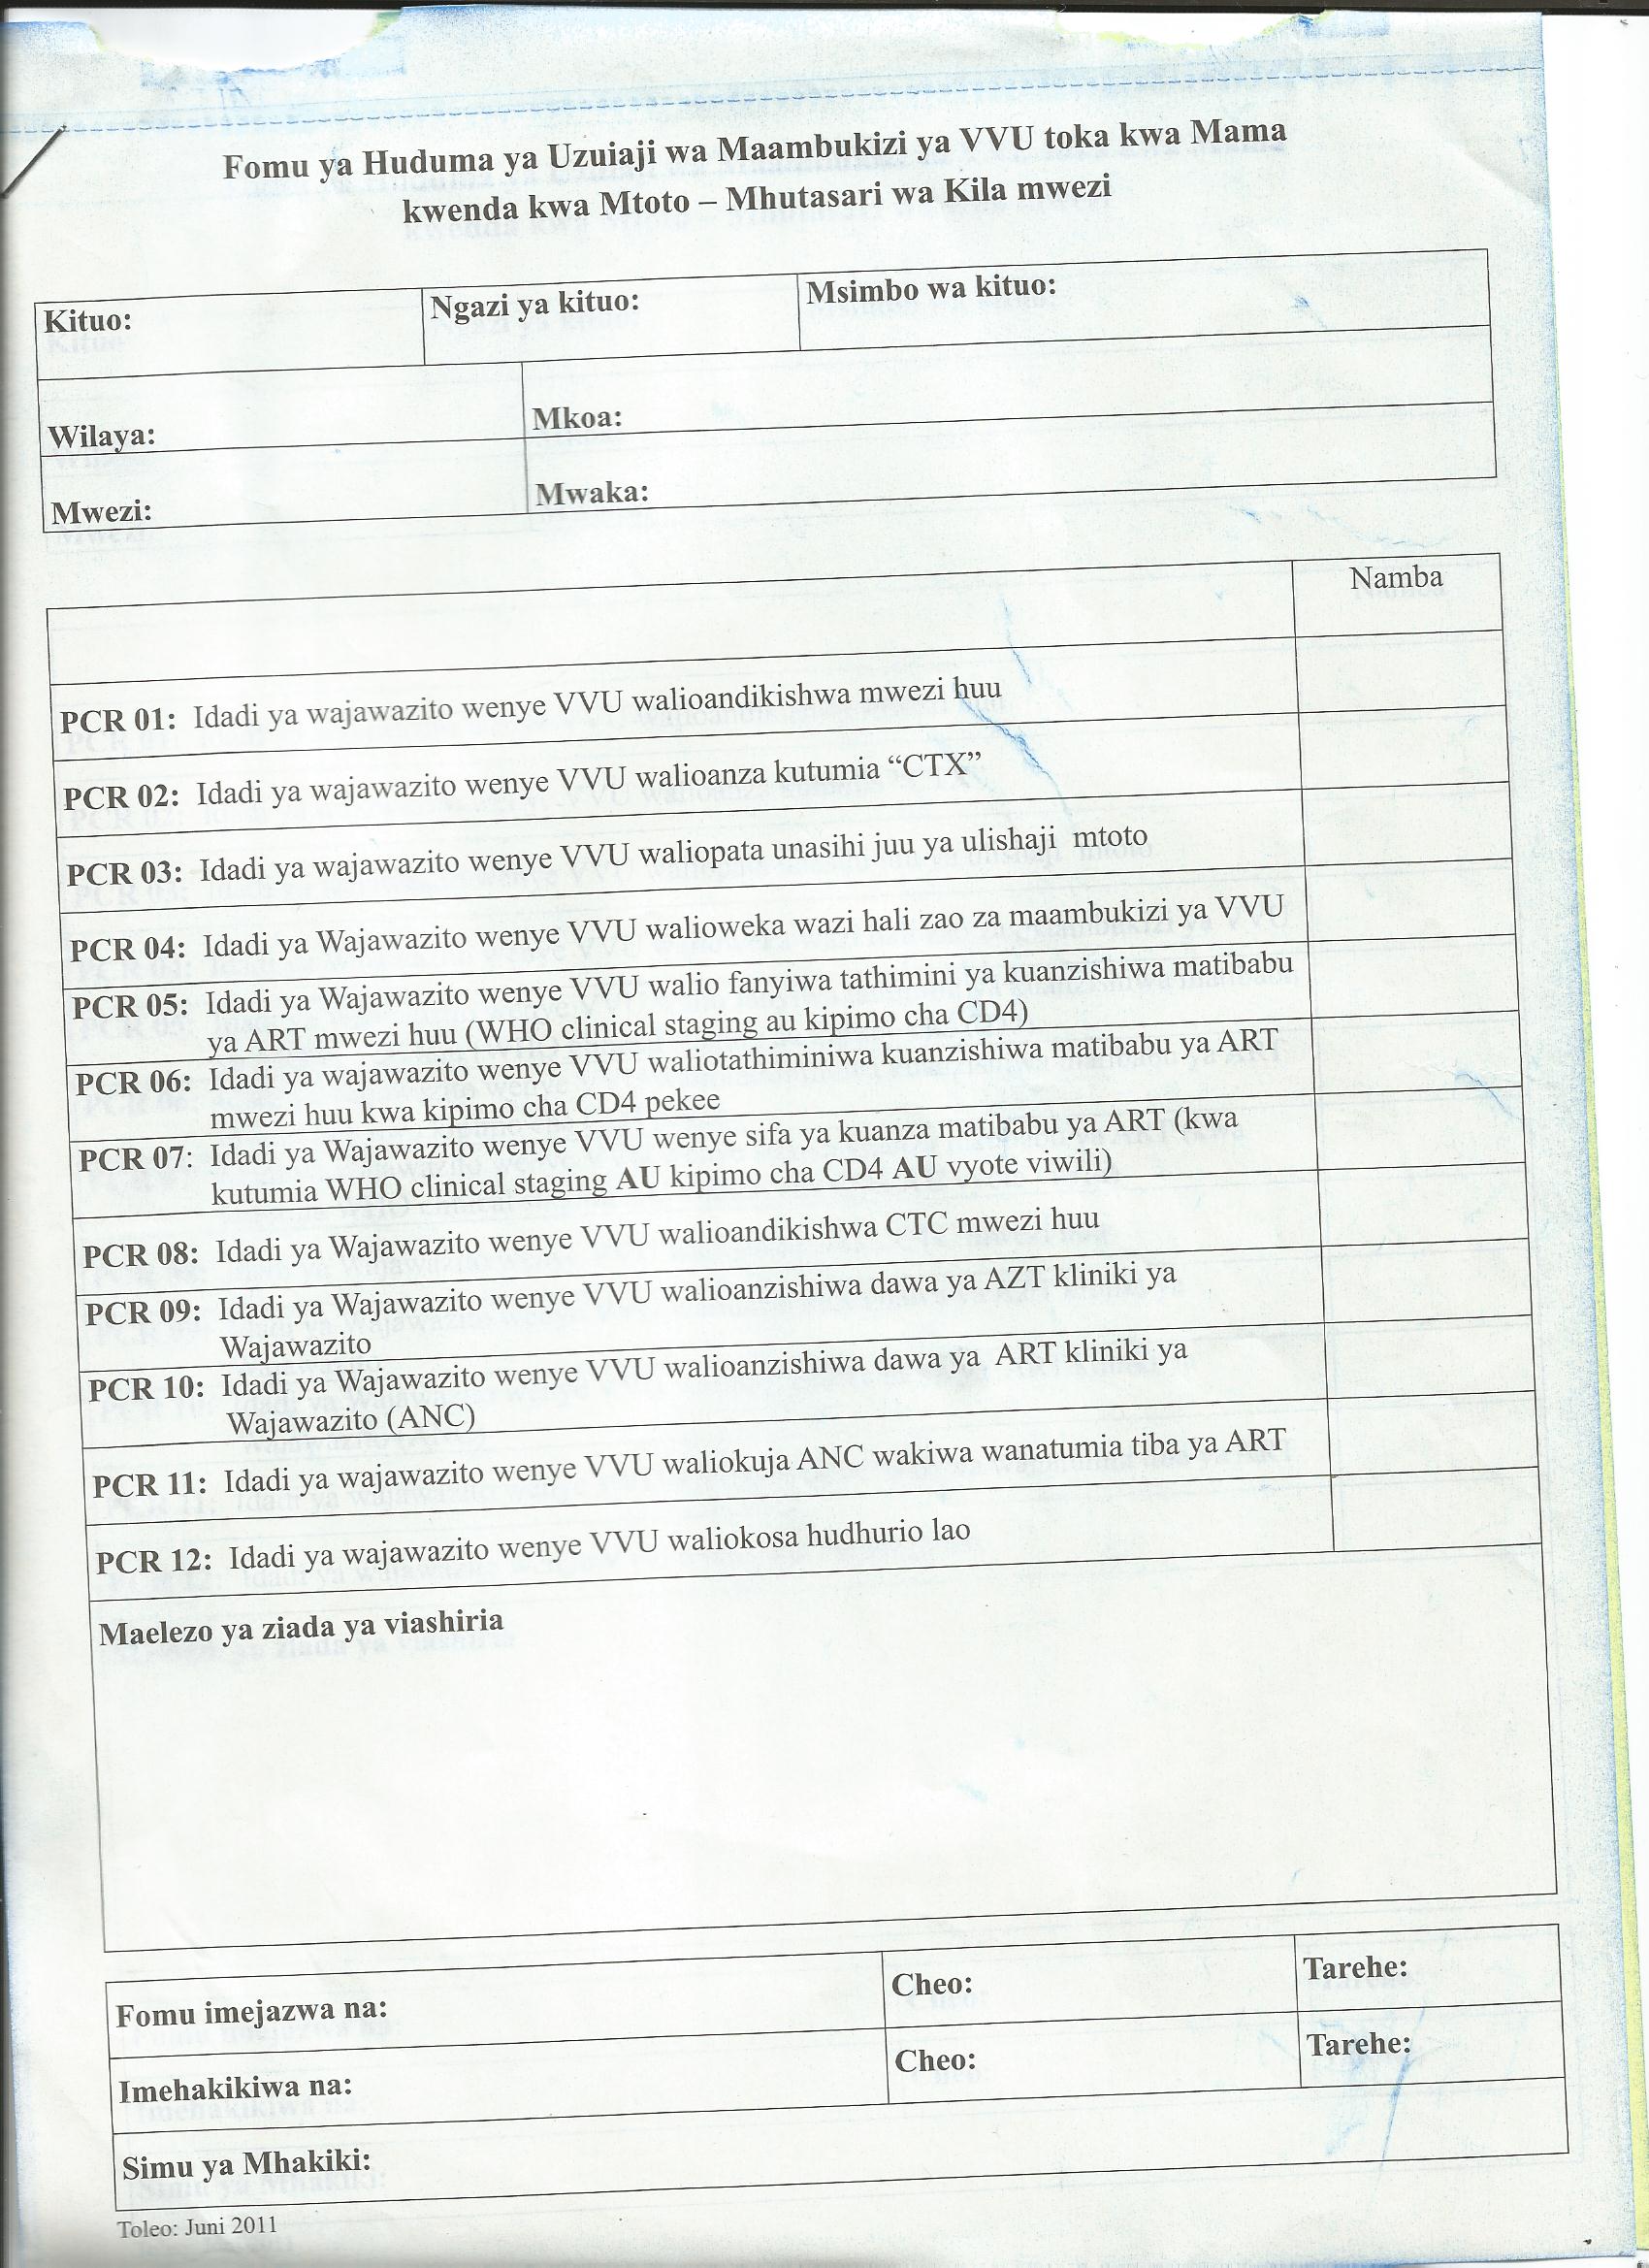 Fomu ya Huduma ya Uzuiaji wa Maambukizi ya VVU toka kwa Mama
kwenda kwa Mtoto – Mhutasari wa Kila mwezi
Kituo:
Ngazi ya kituo:
Msimbo wa kituo:
Wilaya:
Mkoa:
Mwezi:
Mwaka:
Namba
PCR 01: Idadi ya wajawazito wenye VVU walioandikishwa mwezi huu
PCR 02: Idadi ya wajawazito wenye VVU walioanza kutumia “CTX”
PCR 03: Idadi ya wajawazito wenye VVU waliopata unasihi juu ya ulishaji mtoto
PCR 04: Idadi ya Wajawazito wenye VVU walioweka wazi hali zao za maambukizi ya VVU
PCR 05: Idadi ya Wajawazito wenye VVU walio fanyiwa tathimini ya kuanzishiwa matibabu
ya ART mwezi huu (WHO clinical staging au kipimo cha CD4)
PCR 06: Idadi ya wajawazito wenye VVU waliotathiminiwa kuanzishiwa matibabu ya ART
mwezi huu kwa kipimo cha CD4 pekee
PCR 07: Idadi ya Wajawazito wenye VVU wenye sifa ya kuanza matibabu ya ART (kwa
kutumia WHO clinical staging AU kipimo cha CD4 AU vyote viwili)
PCR 08: Idadi ya Wajawazito wenye VVU walioandikishwa CTC mwezi huu
PCR 09: Idadi ya Wajawazito wenye VVU walioanzishiwa dawa ya AZT kliniki ya
Wajawazito
PCR 10: Idadi ya Wajawazito wenye VVU walioanzishiwa dawa ya ART kliniki ya
Wajawazito (ANC)
PCR 11: Idadi ya wajawazito wenye VVU waliokuja ANC wakiwa wanatumia tiba ya ART
PCR 12: Idadi ya wajawazito wenye VVU waliokosa hudhurio lao
Maelezo ya ziada ya viashiria
Fomu imejazwa na:
Cheo:
Tarehe:
Imehakikiwa na:
Cheo:
Tarehe:
Simu ya Mhakiki:
Toleo: Juni 2011